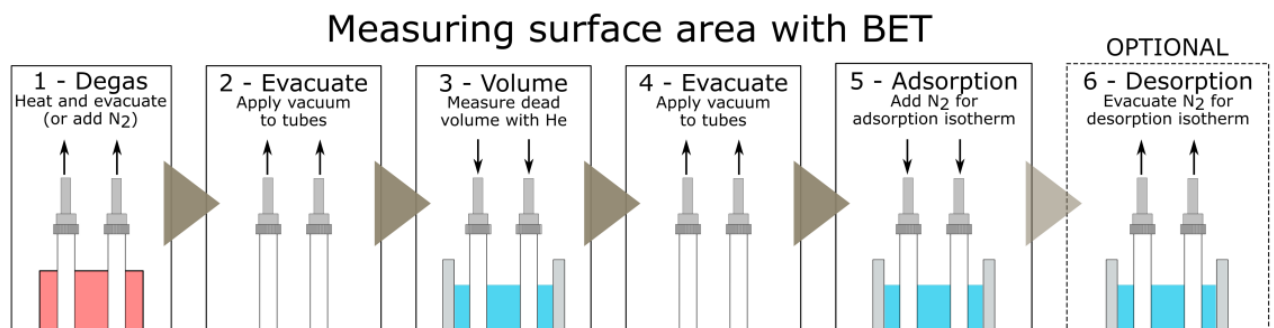 Measuring surface area with BET
1 - Degas
Heat and evacuate
(or add N2)
2 - Evacuate
Apply vacuum
to tubes
3 - Volume
Measure dead
volume with He
4 - Evacuate
Apply vacuum
to tubes
5 - Adsorption
Add N2 for
adsorption isotherm
OPTIONAL
6 - Desorption
Evacuate N2 for
desorption isotherm